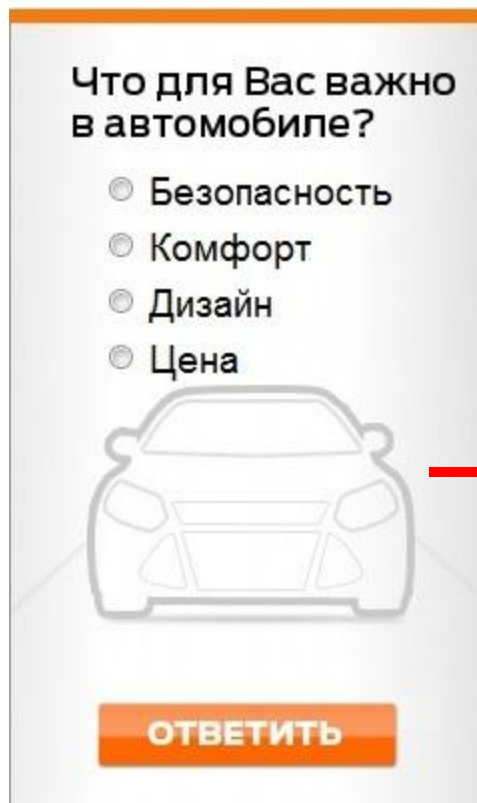 Что для Вас важно
в автомобиле?
Безопасность
Комфорт
Дизайн
Цена
ОТВЕТИТЬ